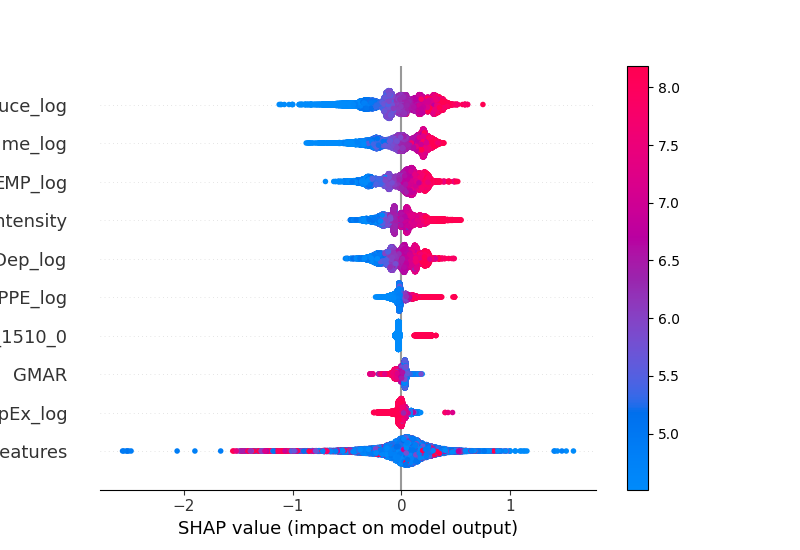 uce_log
me_log
EMP_log
ntensity
Dep_log
PPE_log
_1510_0
GMAR
pEx_log
eatures
8.0
7.5
7.0
6.5
6.0
5.5
5.0
−2
−1
0
1
SHAP value (impact on model output)